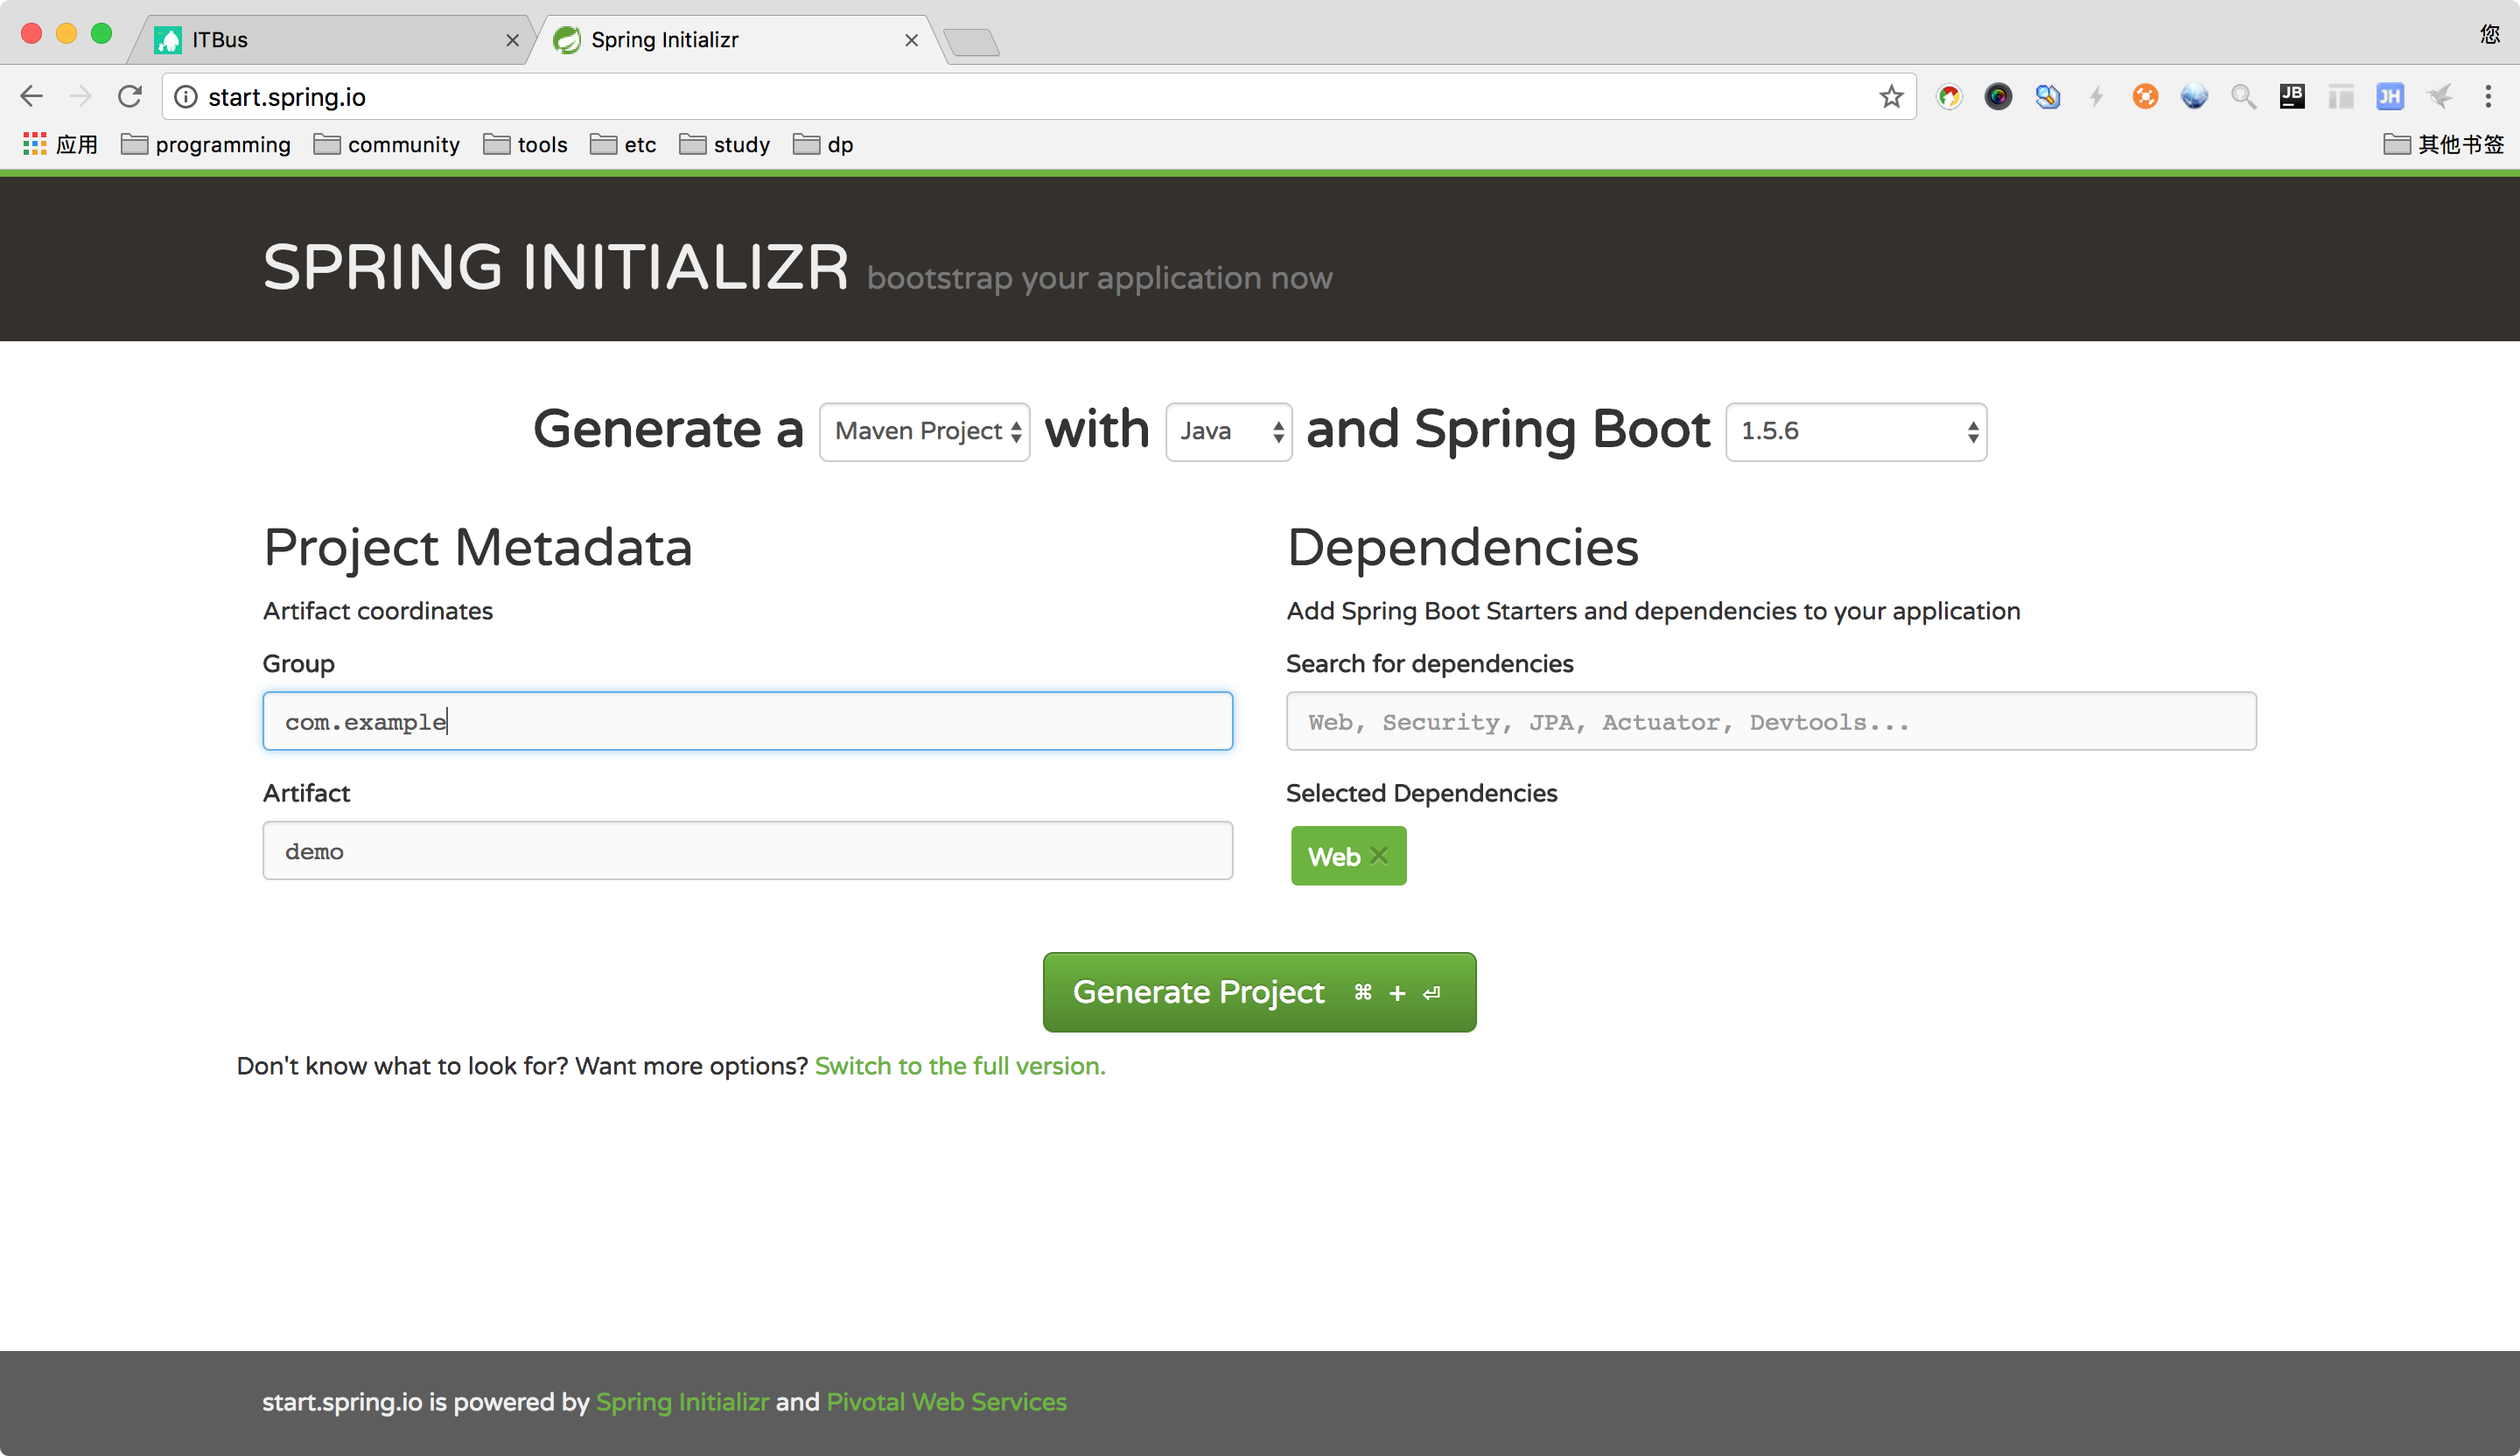 ITBus
Spring Initializr
您
start.spring.io
JB
JH
应用
programming
community
tools
etc
study
dp
其他书签
SPRING INITIALIZR bootstrap your application now
Generate a Maven Project with Java and Spring Boot 1.5.6
Project Metadata
Artifact coordinates
Group
com.example
Artifact
demo
Dependencies
Add Spring Boot Starters and dependencies to your application
Search for dependencies
Web, Security, JPA, Actuator, Devtools...
Selected Dependencies
Web
Generate Project ⌘ + ⏎
Don't know what to look for? Want more options? Switch to the full version.
start.spring.io is powered by Spring Initializr and Pivotal Web Services